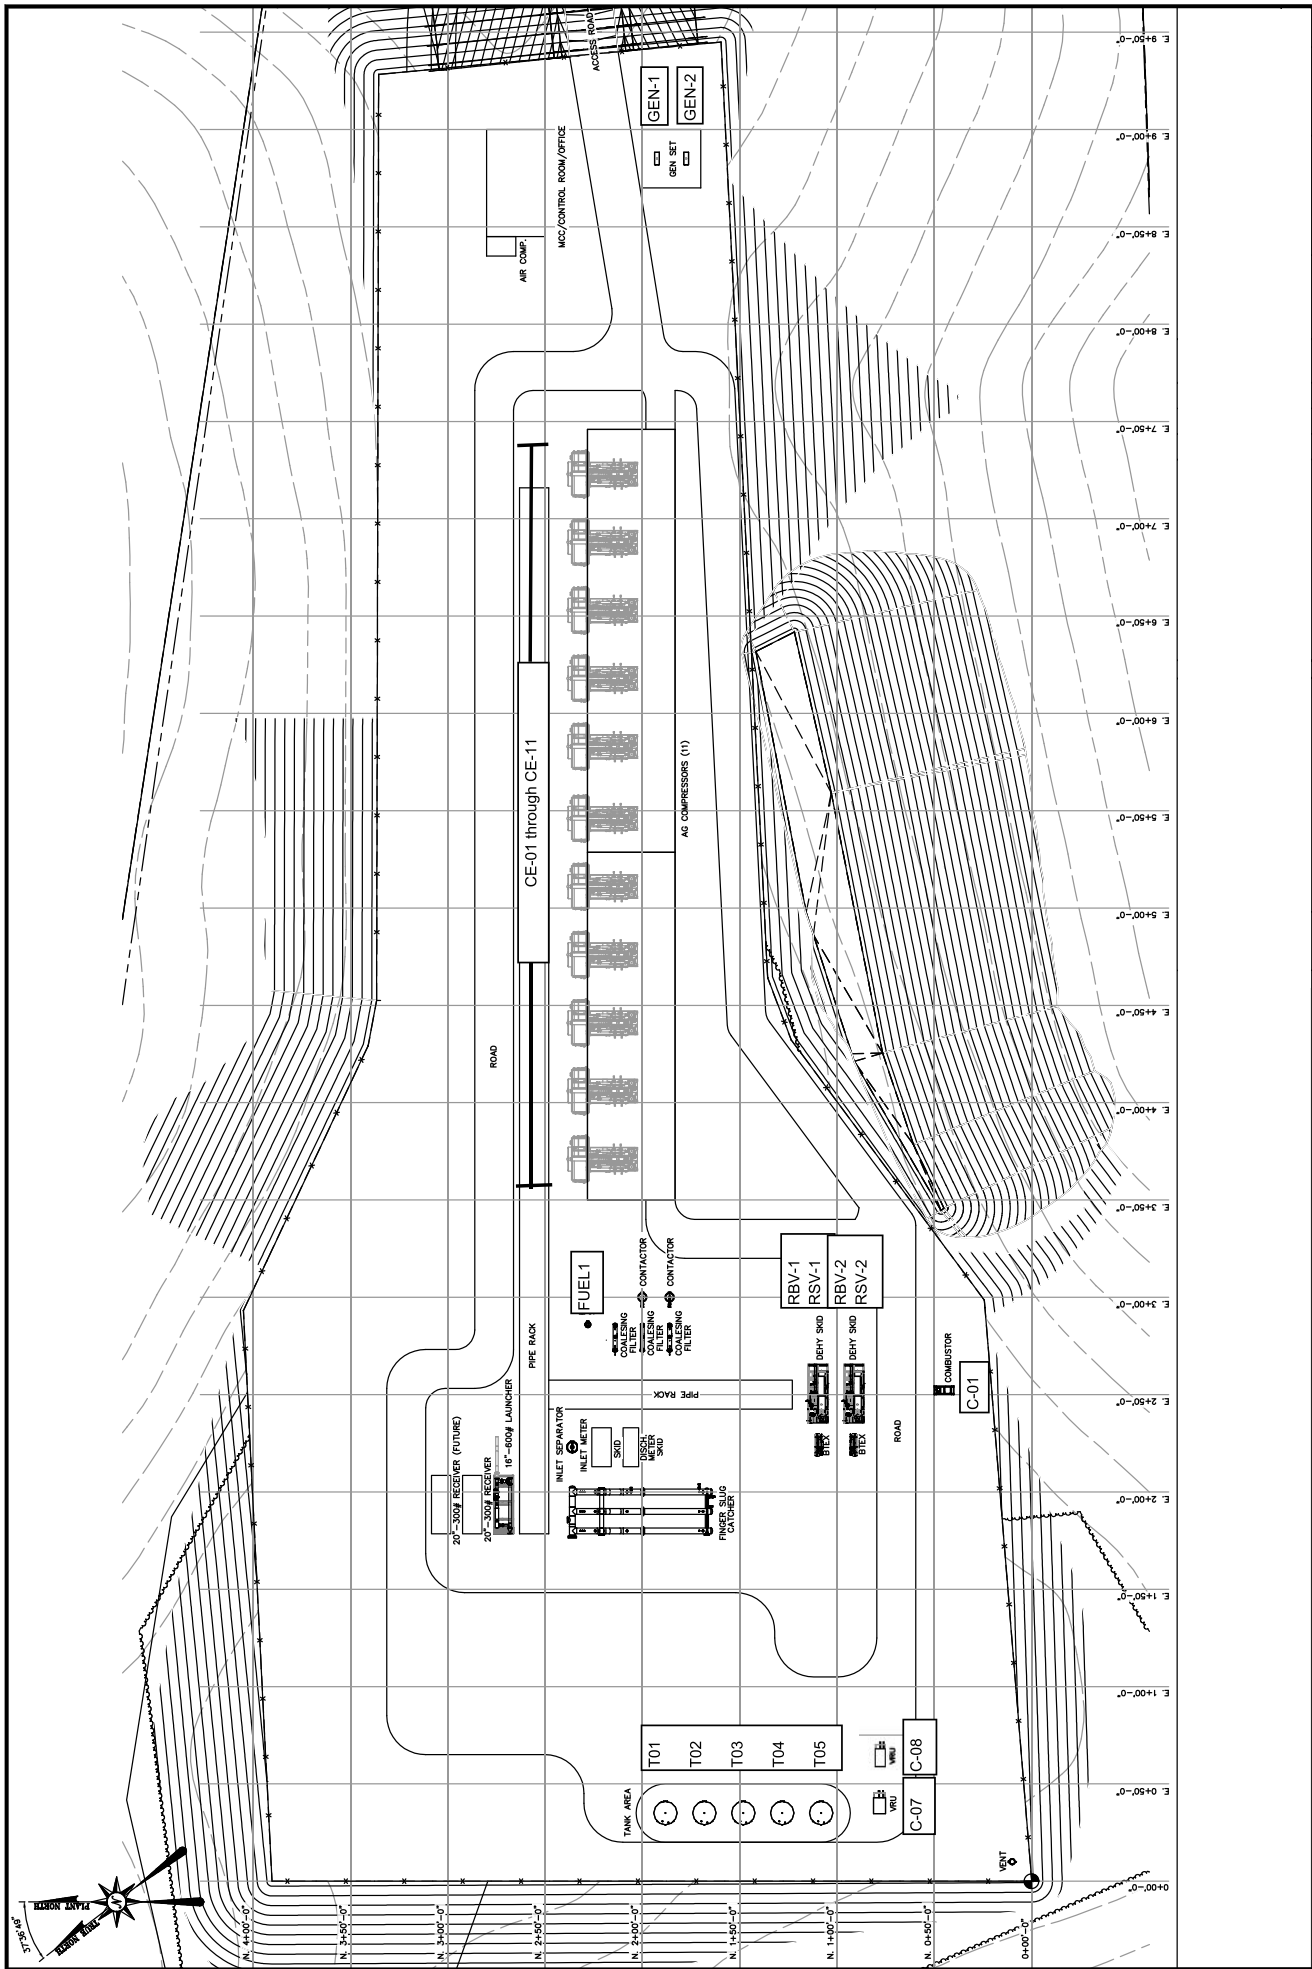 ACCESS ROAD
GEN-1
GEN-2
GEN SET
MCC/CONTROL ROOM/OFFICE
AIR COMP.
CE-01 through CE-11
AG COMPRESSORS (11)
ROAD
FUEL1
CONTACTOR
CONTACTOR
COALESING
FILTER
COALESING
FILTER
COALESING
FILTER
RBV-1
RSV-1
RBV-2
RSV-2
DEHY SKID
DEHY SKID
BTEX
BTEX
COMBUSTOR
C-01
ROAD
PIPE RACK
PIPE RACK
20"-300# RECEIVER (FUTURE)
20"-300# RECEIVER
16"-600# LAUNCHER
INLET SEPARATOR
INLET METER
SKID
DISCH.
METER
SKID
FINGER SLUG
CATCHER
TANK AREA
T01
T02
T03
T04
T05
VRU
C-08
VRU
C-07
VENT
PLANT NORTH
TRUE NORTH
N
37°36'49"
N. 4+00'-0"
N. 3+50'-0"
N. 3+00'-0"
N. 2+50'-0"
N. 2+00'-0"
N. 1+50'-0"
N. 1+00'-0"
N. 0+50'-0"
0+00'-0"
0+00'-0"
E. 0+50'-0"
E. 1+00'-0"
E. 1+50'-0"
E. 2+00'-0"
E. 2+50'-0"
E. 3+00'-0"
E. 3+50'-0"
E. 4+00'-0"
E. 4+50'-0"
E. 5+00'-0"
E. 5+50'-0"
E. 6+00'-0"
E. 6+50'-0"
E. 7+00'-0"
E. 7+50'-0"
E. 8+00'-0"
E. 8+50'-0"
E. 9+00'-0"
E. 9+50'-0"